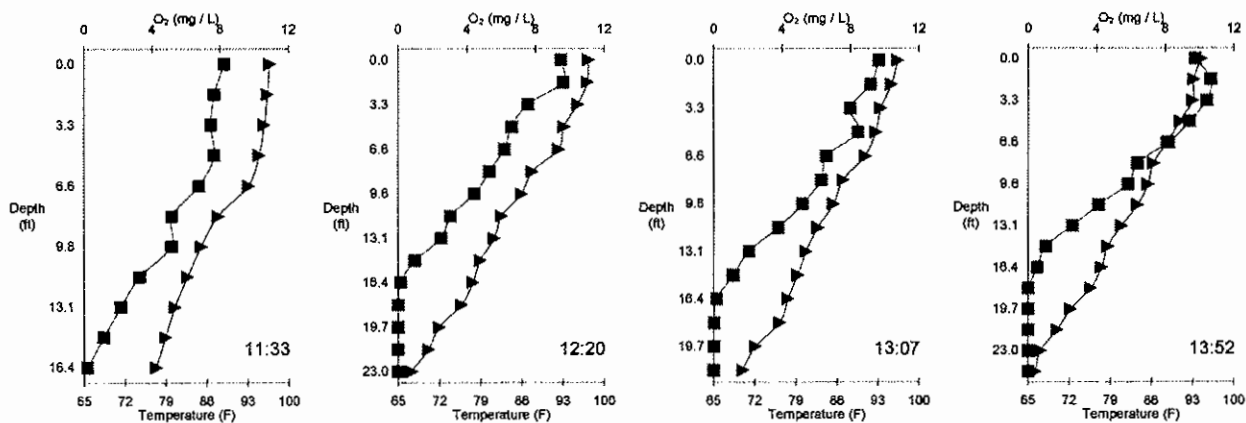 O₂ (mg / L)
0 4 8 12
0.0
3.3
6.6
Depth
(ft)
9.8
13.1
16.4
11:33
65 72 79 86 93 100
Temperature (F)
O₂ (mg / L)
0 4 8 12
0.0
3.3
6.6
Depth
(ft)
9.8
13.1
16.4
19.7
23.0
12:20
65 72 79 86 93 100
Temperature (F)
O₂ (mg / L)
0 4 8 12
0.0
3.3
6.6
Depth
(ft)
9.8
13.1
16.4
19.7
13:07
65 72 79 86 93 100
Temperature (F)
O₂ (mg / L)
0 4 8 12
0.0
3.3
6.6
Depth
(ft)
9.8
13.1
16.4
19.7
23.0
13:52
65 72 79 86 93 100
Temperature (F)